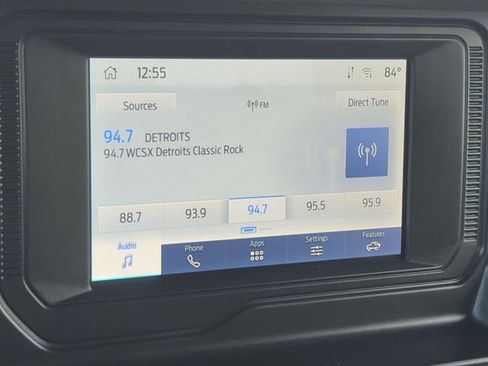 12:55 84°
Sources FM Direct Tune
94.7 DETROITS
94.7 WCSX Detroits Classic Rock
88.7 93.9 94.7 95.5 95.9
Audio Phone Apps Settings Features